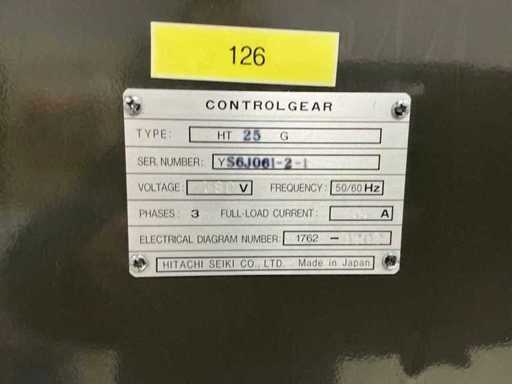 126
CONTROLGEAR
TYPE: HT 25 G
SER. NUMBER: YS6J061-2-1
VOLTAGE: V FREQUENCY: 50/60 Hz
PHASES: 3 FULL-LOAD CURRENT: A
ELECTRICAL DIAGRAM NUMBER: 1762 -
HITACHI SEIKI CO., LTD. Made in Japan